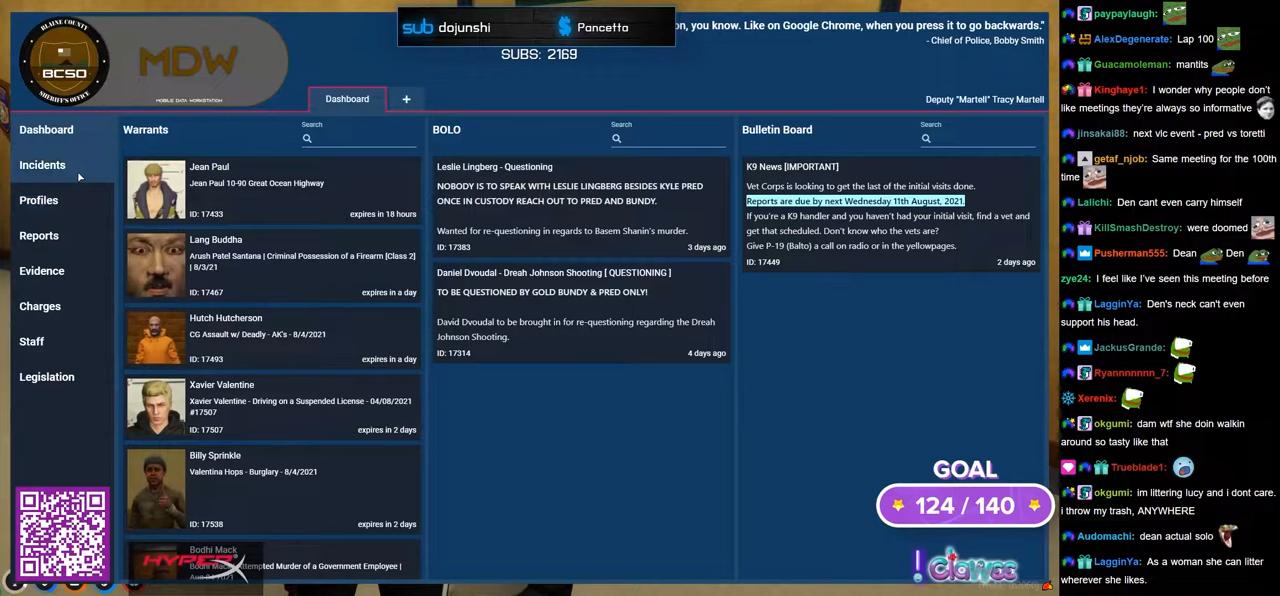 BLAINE COUNTY
BCSO
SHERIFF'S OFFICE
MDW
MOBILE DATA WORKSTATION
sub dojunshi
$ Pancetta
SUBS: 2169
on, you know. Like on Google Chrome, when you press it to go backwards."
- Chief of Police, Bobby Smith
Dashboard
+
Deputy "Martell" Tracy Martell
Dashboard
Incidents
Profiles
Reports
Evidence
Charges
Staff
Legislation
Warrants
Search
Jean Paul
Jean Paul 10-90 Great Ocean Highway
ID: 17433
expires in 18 hours
Lang Buddha
Arush Patel Santana | Criminal Possession of a Firearm [Class 2]
| 8/3/21
ID: 17467
expires in a day
Hutch Hutcherson
CG Assault w/ Deadly - AK's - 8/4/2021
ID: 17493
expires in a day
Xavier Valentine
Xavier Valentine - Driving on a Suspended License - 04/08/2021
#17507
ID: 17507
expires in 2 days
Billy Sprinkle
Valentina Hops - Burglary - 8/4/2021
ID: 17538
expires in 2 days
Bodhi Mack
Attempted Murder of a Government Employee |
HYPERX
BOLO
Search
Leslie Lingberg - Questioning
NOBODY IS TO SPEAK WITH LESLIE LINGBERG BESIDES KYLE PRED
ONCE IN CUSTODY REACH OUT TO PRED AND BUNDY.
Wanted for re-questioning in regards to Basem Shanin's murder.
ID: 17383
3 days ago
Daniel Dvoudal - Dreah Johnson Shooting [ QUESTIONING ]
TO BE QUESTIONED BY GOLD BUNDY & PRED ONLY!
David Dvoudal to be brought in for re-questioning regarding the Dreah
Johnson Shooting.
ID: 17314
4 days ago
Bulletin Board
Search
K9 News [IMPORTANT]
Vet Corps is looking to get the last of the initial visits done.
Reports are due by next Wednesday 11th August, 2021.
If you're a K9 handler and you haven't had your initial visit, find a vet and
get that scheduled. Don't know who the vets are?
Give P-19 (Balto) a call on radio or in the yellowpages.
ID: 17449
2 days ago
GOAL
124 / 140
!clawee
paypaylaugh:
AlexDegenerate: Lap 100
Guacamoleman: mantits
Kinghaye1: I wonder why people don't
like meetings they're always so informative
jinsakai88: next vlc event - pred vs toretti
getaf_njob: Same meeting for the 100th
time
Lalichi: Den cant even carry himself
KillSmashDestroy: were doomed
Pusherman555: Dean Den
zye24: I feel like I've seen this meeting before
LagginYa: Den's neck can't even
support his head.
JackusGrande:
Ryannnnnnn_7:
Xerenix:
okgumi: dam wtf she doin walkin
around so tasty like that
Trueblade1:
okgumi: im littering lucy and i dont care.
i throw my trash, ANYWHERE
Audomachi: dean actual solo
LagginYa: As a woman she can litter
wherever she likes.